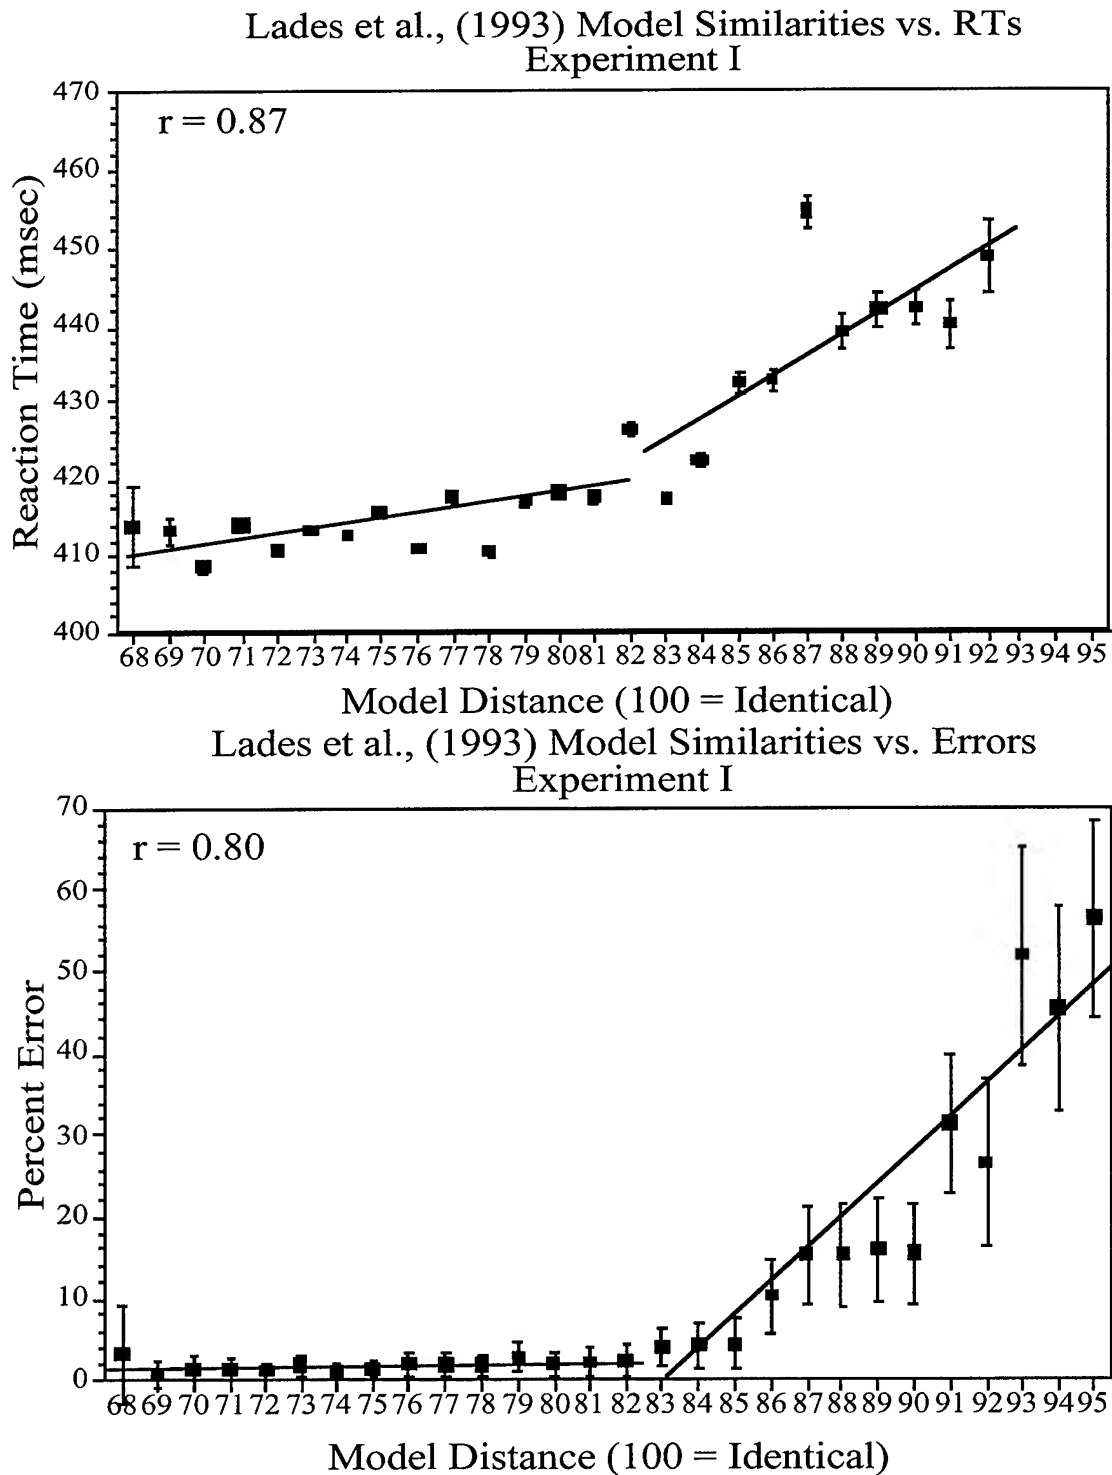 Lades et al., (1993) Model Similarities vs. RTs
Experiment I
r = 0.87
Reaction Time (msec)
470
460
450
440
430
420
410
400
68 69 70 71 72 73 74 75 76 77 78 79 80 81 82 83 84 85 86 87 88 89 90 91 92 93 94 95
Model Distance (100 = Identical)
Lades et al., (1993) Model Similarities vs. Errors
Experiment I
r = 0.80
Percent Error
70
60
50
40
30
20
10
0
68 69 70 71 72 73 74 75 76 77 78 79 80 81 82 83 84 85 86 87 88 89 90 91 92 93 94 95
Model Distance (100 = Identical)